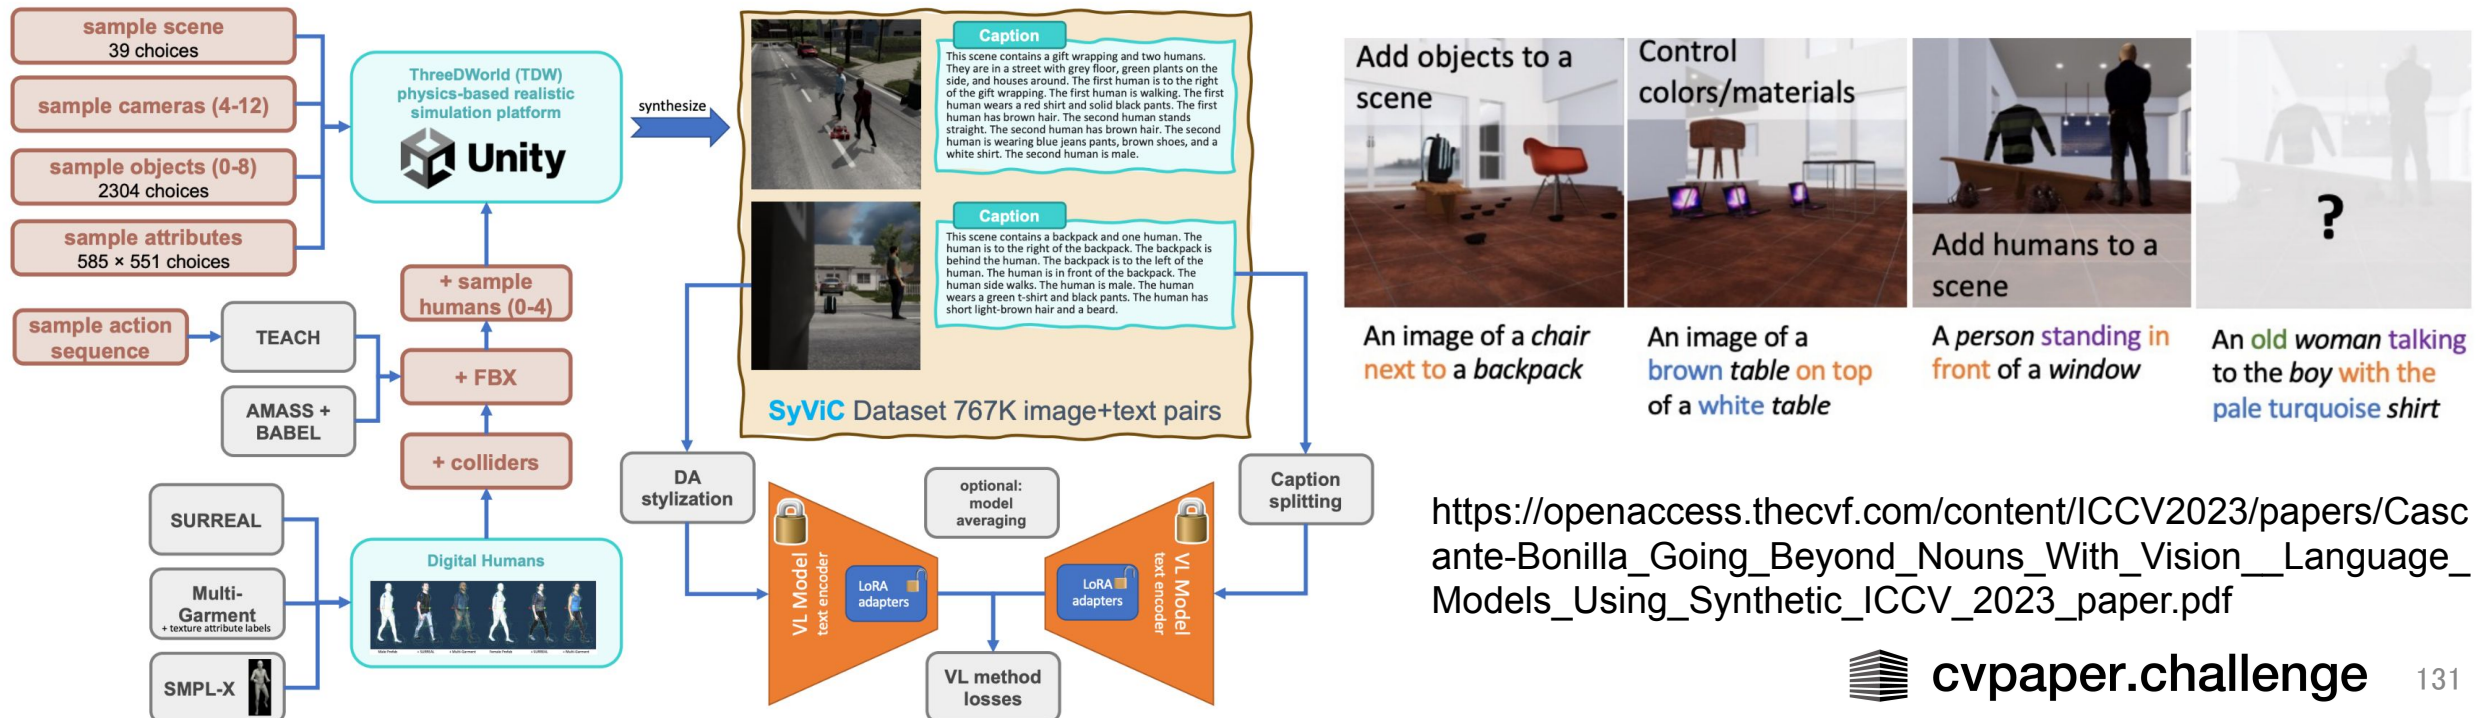 sample scene
39 choices
sample cameras (4-12)
sample objects (0-8)
2304 choices
sample attributes
585 × 551 choices
sample action
sequence
TEACH
AMASS +
BABEL
SURREAL
Multi-
Garment
+ texture attribute labels
SMPL-X
ThreeDWorld (TDW)
physics-based realistic
simulation platform
Unity
+ sample
humans (0-4)
+ FBX
+ colliders
Digital Humans
synthesize
Caption
This scene contains a gift wrapping and two humans.
They are in a street with grey floor, green plants on the
side, and houses around. The first human is to the right
of the gift wrapping. The first human is walking. The first
human wears a red shirt and solid black pants. The first
human has brown hair. The second human stands
straight. The second human has brown hair. The second
human is wearing blue jeans pants, brown shoes, and a
white shirt. The second human is male.
Caption
This scene contains a backpack and one human. The
human is to the right of the backpack. The backpack is
behind the human. The backpack is to the left of the
human. The human is in front of the backpack. The
human side walks. The human is male. The human
wears a green t-shirt and black pants. The human has
short light-brown hair and a beard.
SyViC Dataset 767K image+text pairs
DA
stylization
optional:
model
averaging
Caption
splitting
VL Model
text encoder
LoRA
adapters
LoRA
adapters
VL Model
text encoder
VL method
losses
Add objects to a
scene
Control
colors/materials
Add humans to a
scene
?
An image of a chair
next to a backpack
An image of a
brown table on top
of a white table
A person standing in
front of a window
An old woman talking
to the boy with the
pale turquoise shirt
https://openaccess.thecvf.com/content/ICCV2023/papers/Casc
ante-Bonilla_Going_Beyond_Nouns_With_Vision__Language_
Models_Using_Synthetic_ICCV_2023_paper.pdf
cvpaper.challenge
131